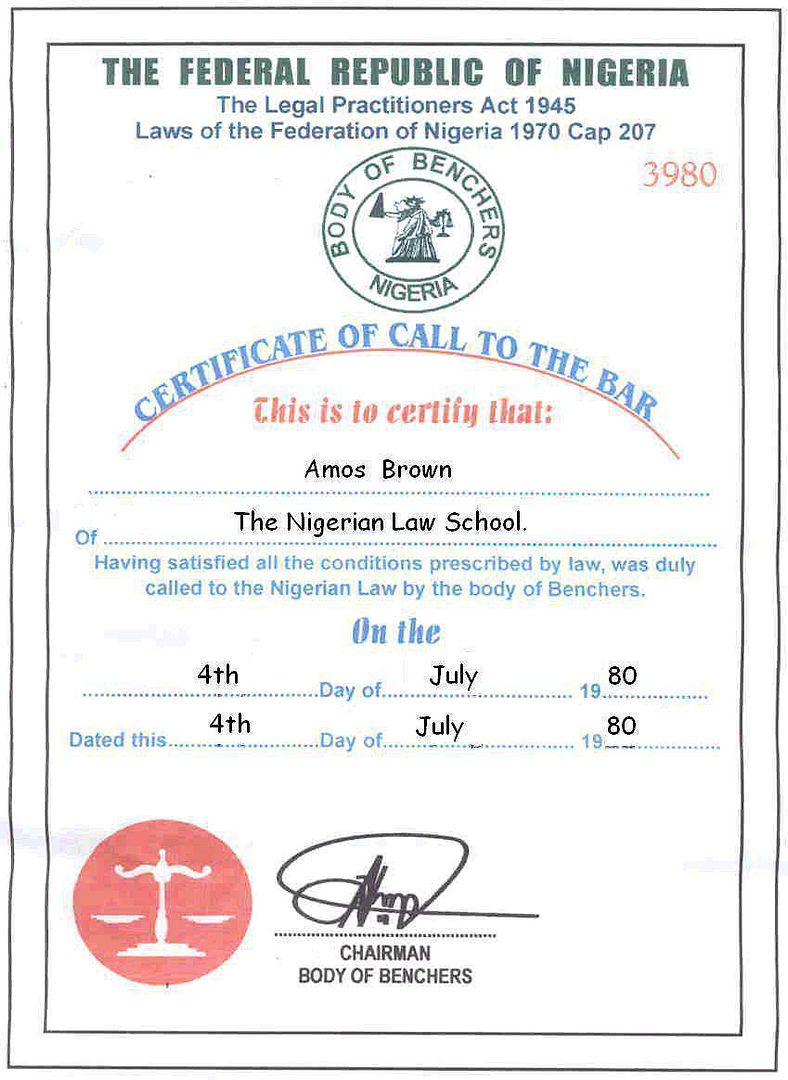 THE FEDERAL REPUBLIC OF NIGERIA
The Legal Practitioners Act 1945
Laws of the Federation of Nigeria 1970 Cap 207
3980
BODY OF BENCHERS
NIGERIA
CERTIFICATE OF CALL TO THE BAR
This is to certify that:
Amos Brown
Of The Nigerian Law School.
Having satisfied all the conditions prescribed by law, was duly
called to the Nigerian Law by the body of Benchers.
On the
4th Day of July 1980
Dated this 4th Day of July 1980
CHAIRMAN
BODY OF BENCHERS